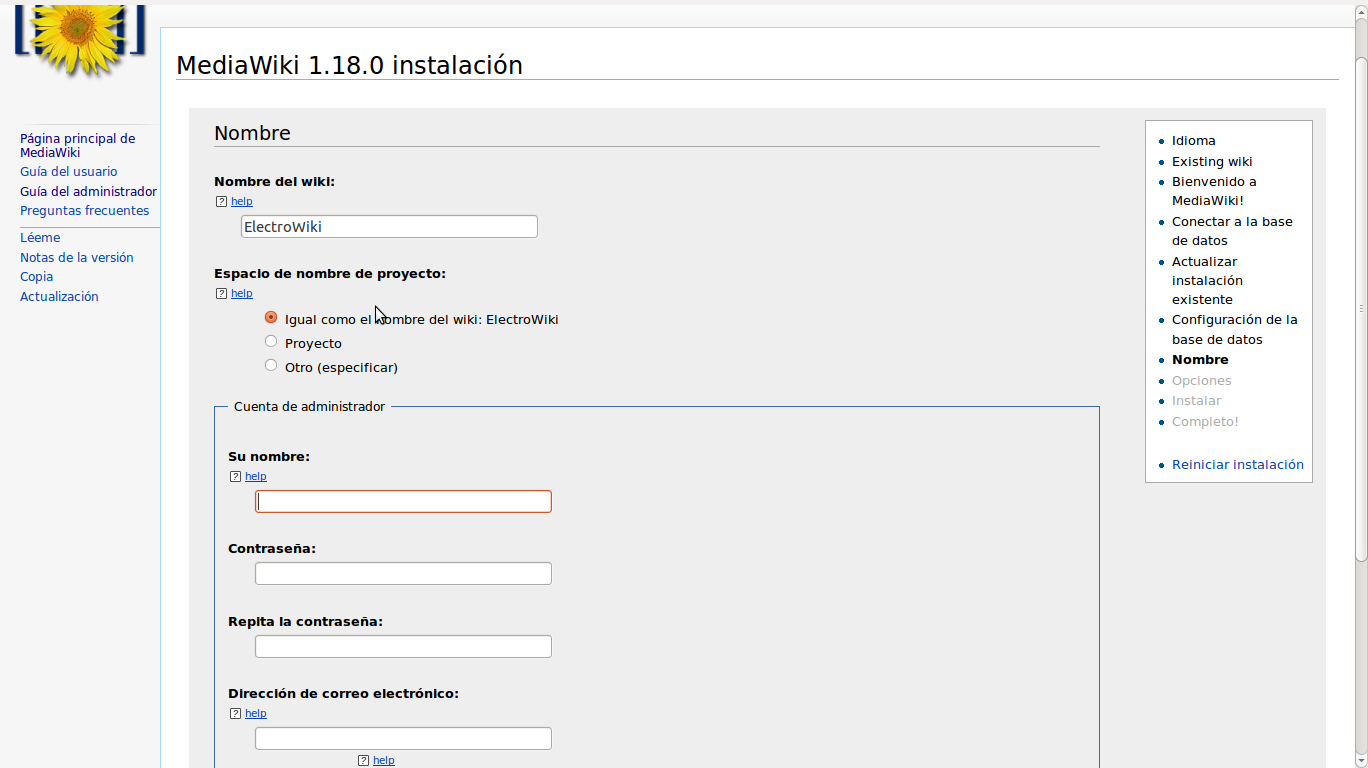 MediaWiki 1.18.0 instalación
Página principal de
MediaWiki
Guía del usuario
Guía del administrador
Preguntas frecuentes
Léeme
Notas de la versión
Copia
Actualización
Nombre
Nombre del wiki:
? help
ElectroWiki
Espacio de nombre de proyecto:
? help
Igual como el nombre del wiki: ElectroWiki
Proyecto
Otro (especificar)
Cuenta de administrador
Su nombre:
? help
Contraseña:
Repita la contraseña:
Dirección de correo electrónico:
? help
? help
Idioma
Existing wiki
Bienvenido a
MediaWiki!
Conectar a la base
de datos
Actualizar
instalación
existente
Configuración de la
base de datos
Nombre
Opciones
Instalar
Completo!
Reiniciar instalación